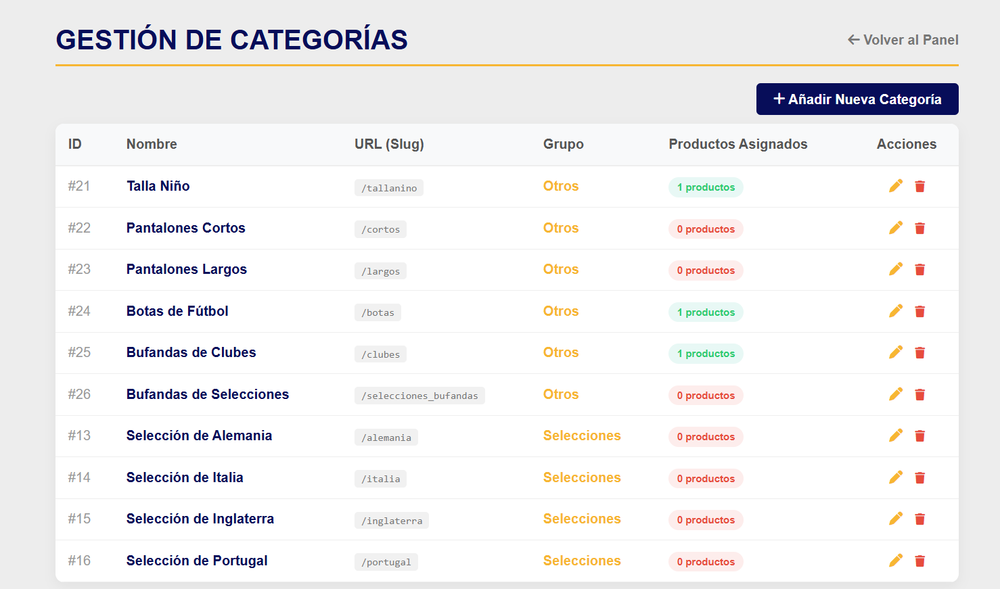 GESTIÓN DE CATEGORÍAS
Volver al Panel
Añadir Nueva Categoría
ID Nombre URL (Slug) Grupo Productos Asignados Acciones
#21 Talla Niño /tallanino Otros 1 productos
#22 Pantalones Cortos /cortos Otros 0 productos
#23 Pantalones Largos /largos Otros 0 productos
#24 Botas de Fútbol /botas Otros 1 productos
#25 Bufandas de Clubes /clubes Otros 1 productos
#26 Bufandas de Selecciones /selecciones_bufandas Otros 0 productos
#13 Selección de Alemania /alemania Selecciones 0 productos
#14 Selección de Italia /italia Selecciones 0 productos
#15 Selección de Inglaterra /inglaterra Selecciones 0 productos
#16 Selección de Portugal /portugal Selecciones 0 productos